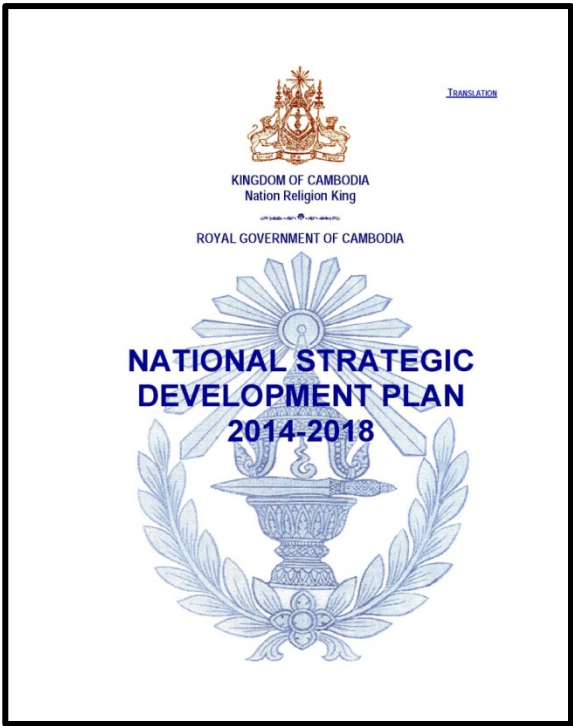 TRANSLATION
KINGDOM OF CAMBODIA
Nation Religion King
ROYAL GOVERNMENT OF CAMBODIA
NATIONAL STRATEGIC
DEVELOPMENT PLAN
2014-2018